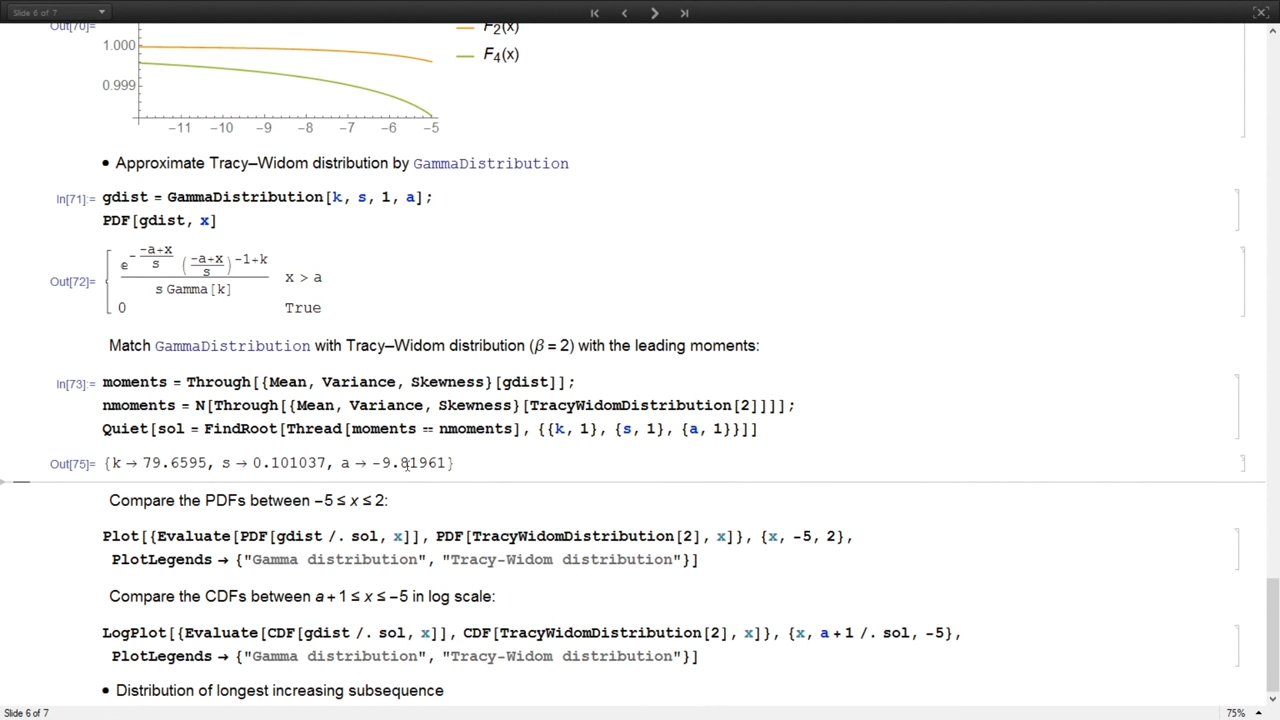 Slide 6 of 7
Out[70]=
F2(x)
1.000
F4(x)
0.999
-11 -10 -9 -8 -7 -6 -5
• Approximate Tracy–Widom distribution by GammaDistribution
In[71]:= gdist = GammaDistribution[k, s, 1, a];
PDF[gdist, x]
Out[72]= e^(-(-a+x)/s) ((-a+x)/s)^(-1+k) / (s Gamma[k]) x > a
0 True
Match GammaDistribution with Tracy–Widom distribution (β = 2) with the leading moments:
In[73]:= moments = Through[{Mean, Variance, Skewness}[gdist]];
nmoments = N[Through[{Mean, Variance, Skewness}[TracyWidomDistribution[2]]]];
Quiet[sol = FindRoot[Thread[moments == nmoments], {{k, 1}, {s, 1}, {a, 1}}]]
Out[75]= {k → 79.6595, s → 0.101037, a → -9.81961}
Compare the PDFs between −5 ≤ x ≤ 2:
Plot[{Evaluate[PDF[gdist /. sol, x]], PDF[TracyWidomDistribution[2], x]}, {x, -5, 2},
PlotLegends → {"Gamma distribution", "Tracy-Widom distribution"}]
Compare the CDFs between a + 1 ≤ x ≤ −5 in log scale:
LogPlot[{Evaluate[CDF[gdist /. sol, x]], CDF[TracyWidomDistribution[2], x]}, {x, a + 1 /. sol, -5},
PlotLegends → {"Gamma distribution", "Tracy-Widom distribution"}]
• Distribution of longest increasing subsequence
Slide 6 of 7
75%